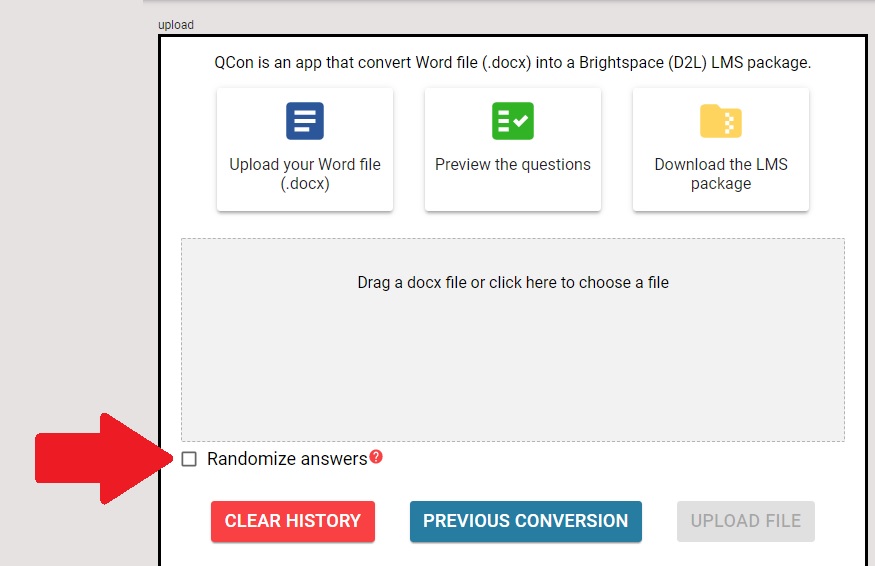 upload
QCon is an app that convert Word file (.docx) into a Brightspace (D2L) LMS package.
Upload your Word file
(.docx)
Preview the questions
Download the LMS
package
Drag a docx file or click here to choose a file
Randomize answers?
CLEAR HISTORY
PREVIOUS CONVERSION
UPLOAD FILE